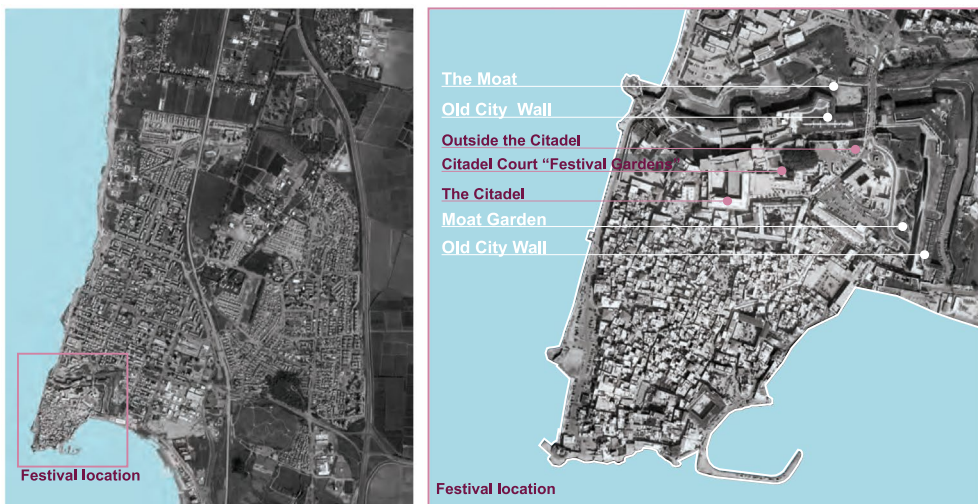 Festival location
The Moat
Old City Wall
Outside the Citadel
Citadel Court “Festival Gardens”
The Citadel
Moat Garden
Old City Wall
Festival location